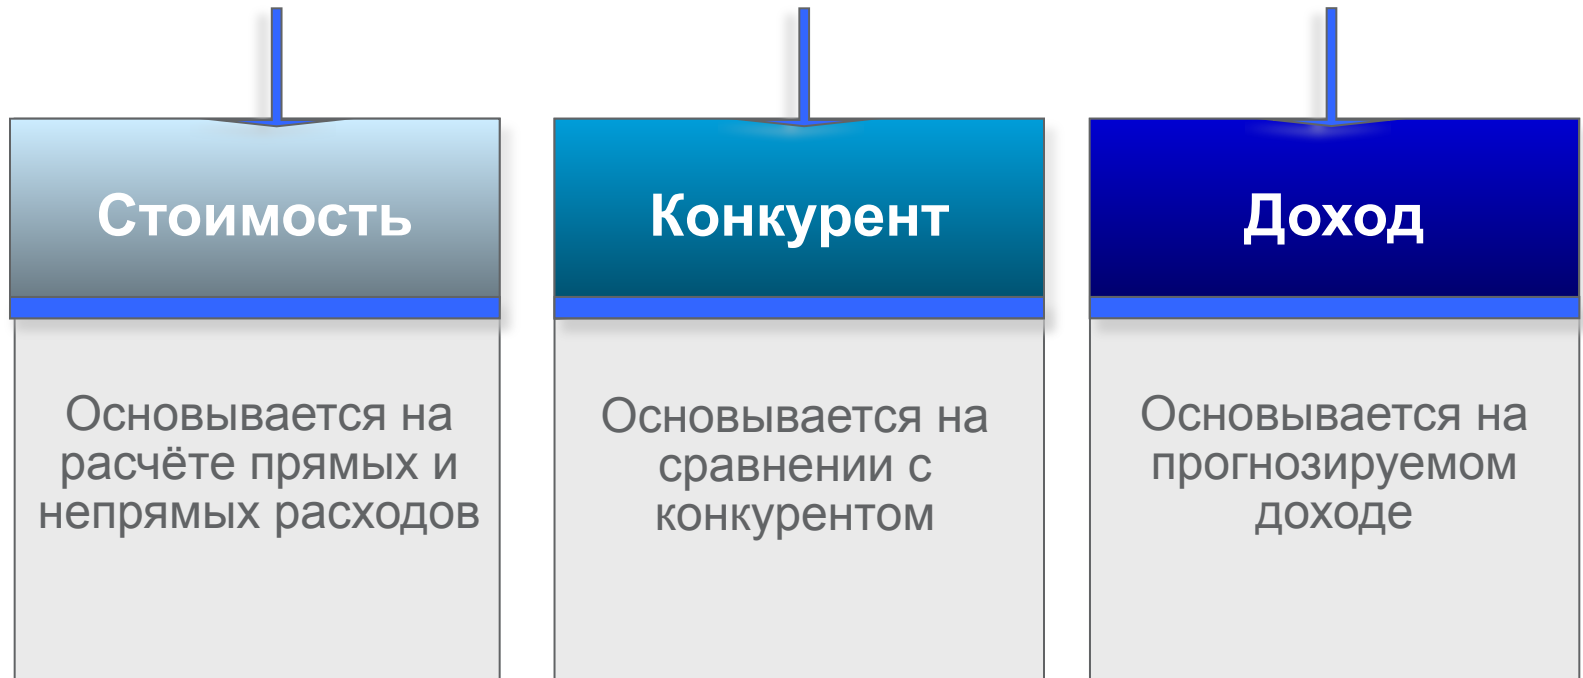 Стоимость
Основывается на
расчёте прямых и
непрямых расходов
Конкурент
Основывается на
сравнении с
конкурентом
Доход
Основывается на
прогнозируемом
доходе